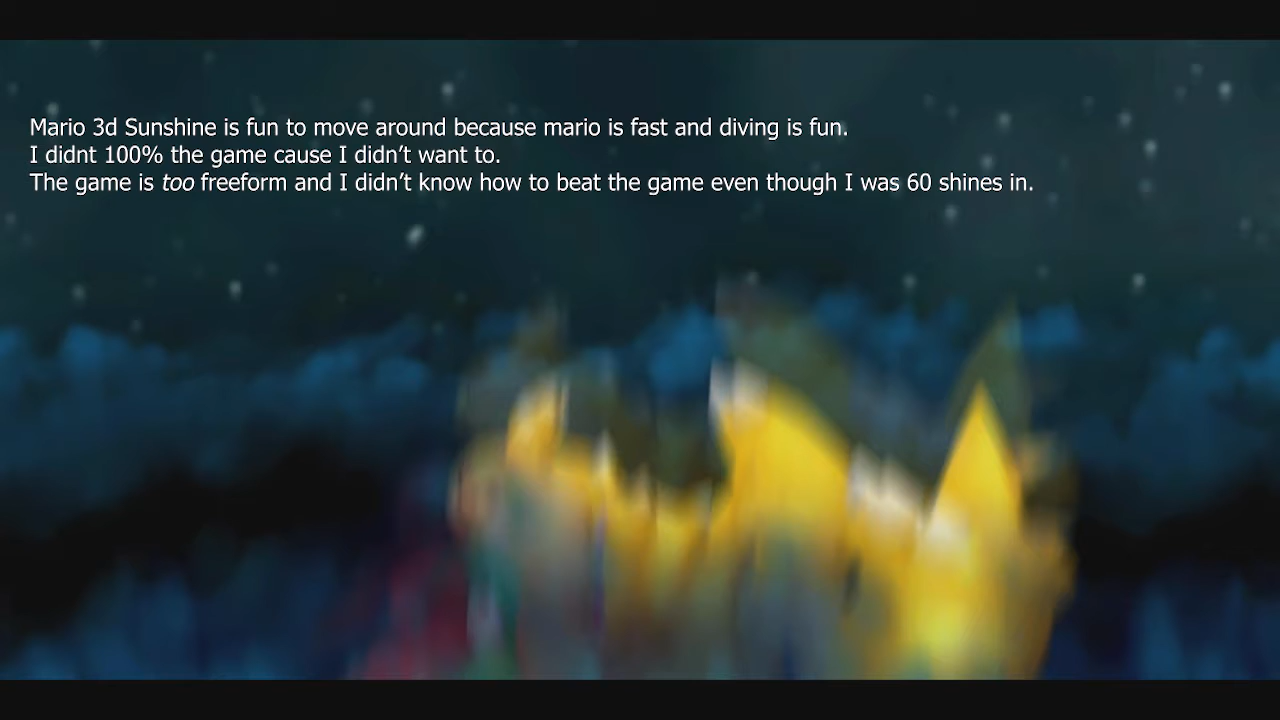 Mario 3d Sunshine is fun to move around because mario is fast and diving is fun.
I didnt 100% the game cause I didn't want to.
The game is too freeform and I didn't know how to beat the game even though I was 60 shines in.